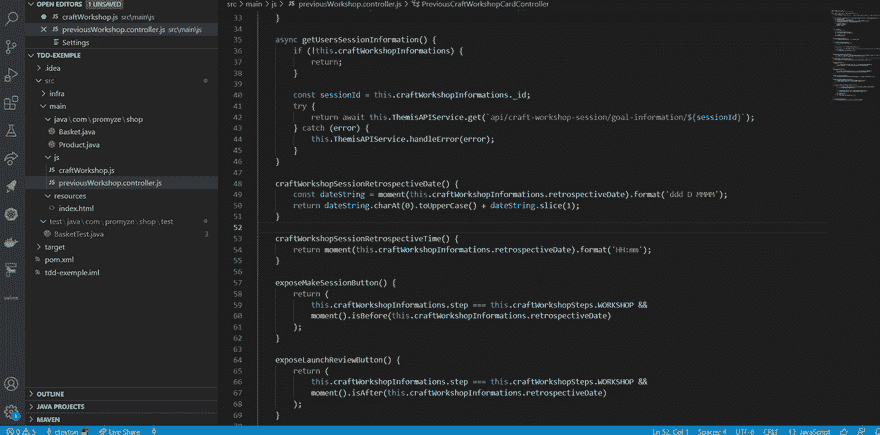 OPEN EDITORS 1 UNSAVED
craftWorkshop.js src\main\js
previousWorkshop.controller.js src\main\js
Settings
TDD-EXEMPLE
.idea
src
infra
main
java\com\promyze\shop
Basket.java
Product.java
js
craftWorkshop.js
previousWorkshop.controller.js
resources
index.html
test\java\com\promyze\shop\test
BasketTest.java 3
target
pom.xml
tdd-exemple.iml
OUTLINE
JAVA PROJECTS
MAVEN
src > main > js > previousWorkshop.controller.js > PreviousCraftWorkshopCardController
33 }
34
35 async getUsersSessionInformation() {
36 if (!this.craftWorkshopInformations) {
37 return;
38 }
39
40 const sessionId = this.craftWorkshopInformations._id;
41 try {
42 return await this.ThemisAPIService.get(`api/craft-workshop-session/goal-information/${sessionId}`);
43 } catch (error) {
44 this.ThemisAPIService.handleError(error);
45 }
46 }
47
48 craftWorkshopSessionRetrospectiveDate() {
49 const dateString = moment(this.craftWorkshopInformations.retrospectiveDate).format('ddd D MMMM');
50 return dateString.charAt(0).toUpperCase() + dateString.slice(1);
51 }
52
53 craftWorkshopSessionRetrospectiveTime() {
54 return moment(this.craftWorkshopInformations.retrospectiveDate).format('HH:mm');
55 }
56
57 exposeMakeSessionButton() {
58 return (
59 this.craftWorkshopInformations.step === this.craftWorkshopSteps.WORKSHOP &&
60 moment().isBefore(this.craftWorkshopInformations.retrospectiveDate)
61 );
62 }
63
64 exposeLaunchReviewButton() {
65 return (
66 this.craftWorkshopInformations.step === this.craftWorkshopSteps.WORKSHOP &&
67 moment().isAfter(this.craftWorkshopInformations.retrospectiveDate)
68 );
69 }
0 5 Live Share Ln 52, Col 1 Spaces: 4 UTF-8 CRLF JavaScript